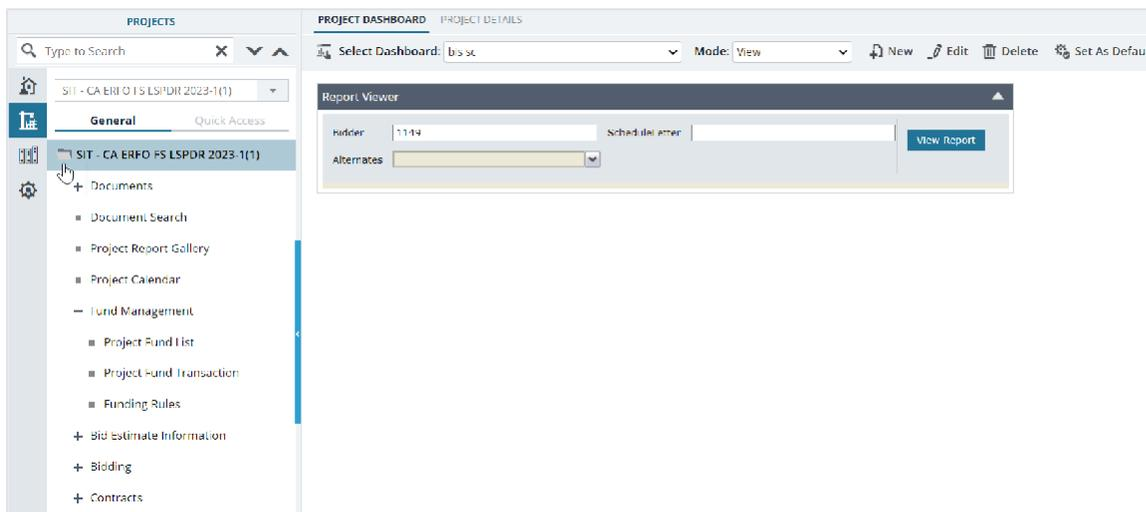 PROJECTS
PROJECT DASHBOARD PROJECT DETAILS
Type to Search
Select Dashboard: bis sc Mode: View New Edit Delete Set As Defau
SIT - CA ERFO FS LSPDR 2023-1(1)
General Quick Access
SIT - CA ERFO FS LSPDR 2023-1(1)
Documents
Document Search
Project Report Gallery
Project Calendar
Fund Management
Project Fund List
Project Fund Transaction
Funding Rules
Bid Estimate Information
Bidding
Contracts
Report Viewer
Bidder 1149 ScheduleLetter
View Report
Alternates